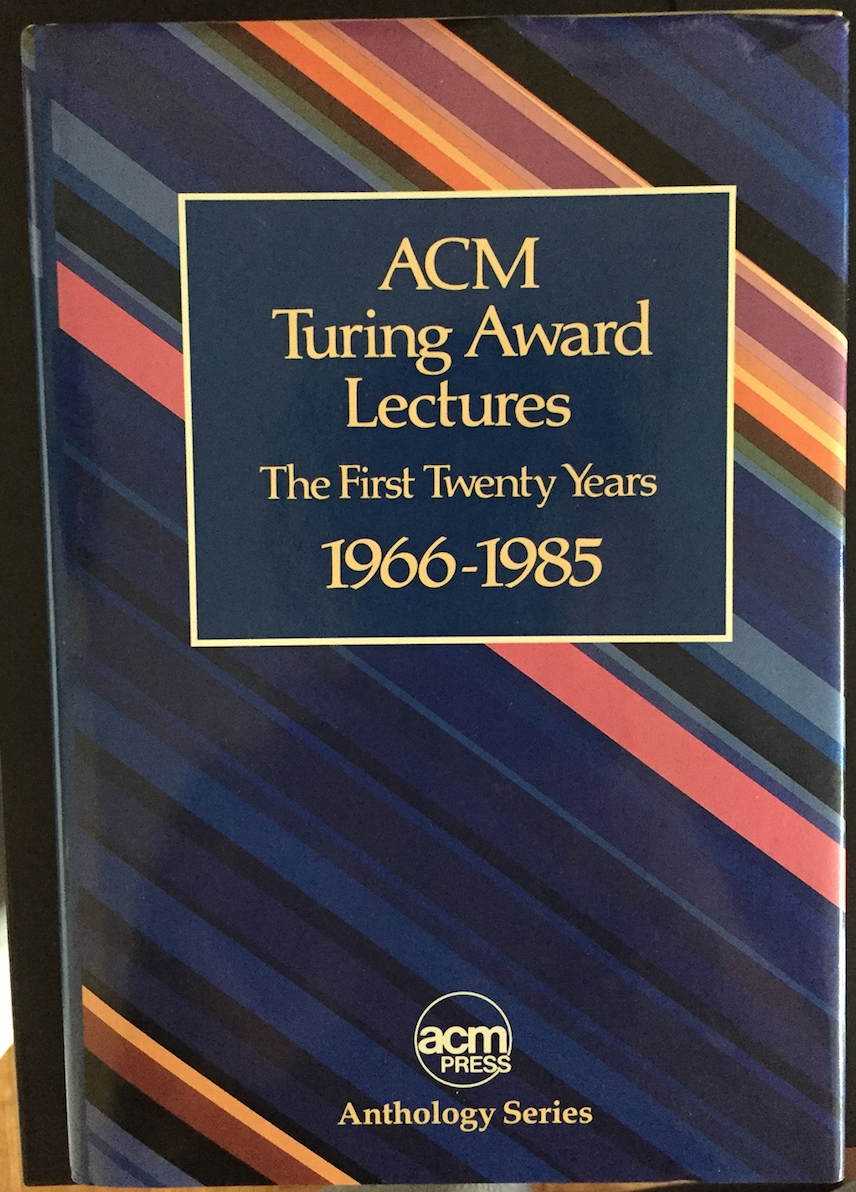 ACM
Turing Award
Lectures
The First Twenty Years
1966-1985
acm
PRESS
Anthology Series